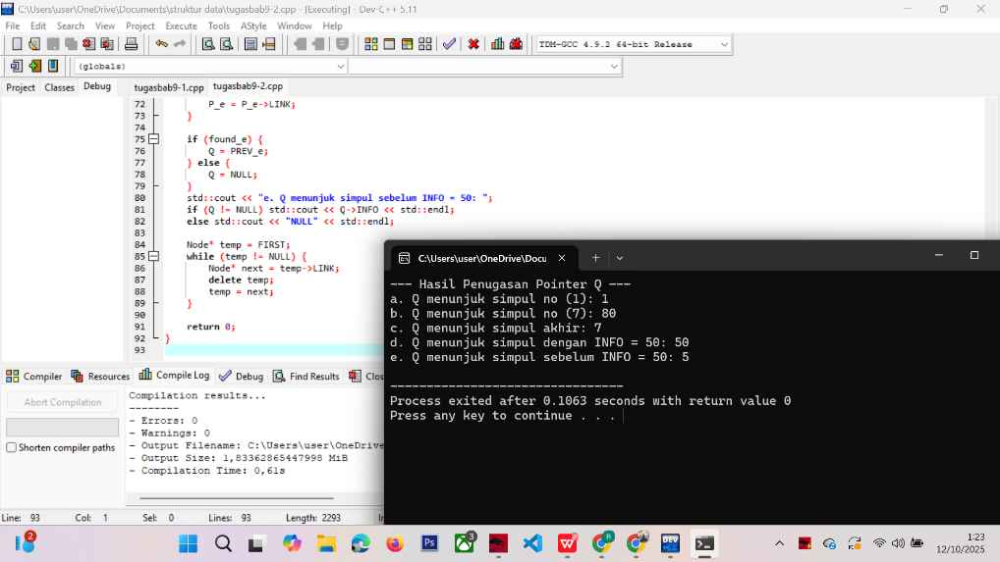 C:\Users\user\OneDrive\Documents\struktur data\tugasbab9-2.cpp - [Executing] - Dev-C++ 5.11
File Edit Search View Project Execute Tools AStyle Window Help
TDM-GCC 4.9.2 64-bit Release
(globals)
Project Classes Debug
tugasbab9-1.cpp tugasbab9-2.cpp
72 P_e = P_e->LINK;
73 }
74
75 if (found_e) {
76 Q = PREV_e;
77 } else {
78 Q = NULL;
79 }
80 std::cout << "e. Q menunjuk simpul sebelum INFO = 50: ";
81 if (Q != NULL) std::cout << Q->INFO << std::endl;
82 else std::cout << "NULL" << std::endl;
83
84 Node* temp = FIRST;
85 while (temp != NULL) {
86 Node* next = temp->LINK;
87 delete temp;
88 temp = next;
89 }
90
91 return 0;
92 }
93
C:\Users\user\OneDrive\Docu
--- Hasil Penugasan Pointer Q ---
a. Q menunjuk simpul no (1): 1
b. Q menunjuk simpul no (7): 80
c. Q menunjuk simpul akhir: 7
d. Q menunjuk simpul dengan INFO = 50: 50
e. Q menunjuk simpul sebelum INFO = 50: 5
--------------------------------
Process exited after 0.1063 seconds with return value 0
Press any key to continue . . .
Compiler Resources Compile Log Debug Find Results Clos
Abort Compilation
Shorten compiler paths
Compilation results...
--------
- Errors: 0
- Warnings: 0
- Output Filename: C:\Users\user\OneDrive
- Output Size: 1,83362865447998 MiB
- Compilation Time: 0,61s
Line: 93 Col: 1 Sel: 0 Lines: 93 Length: 2293 In
2
Ps
3
W
R
DEV
1:23
12/10/2025